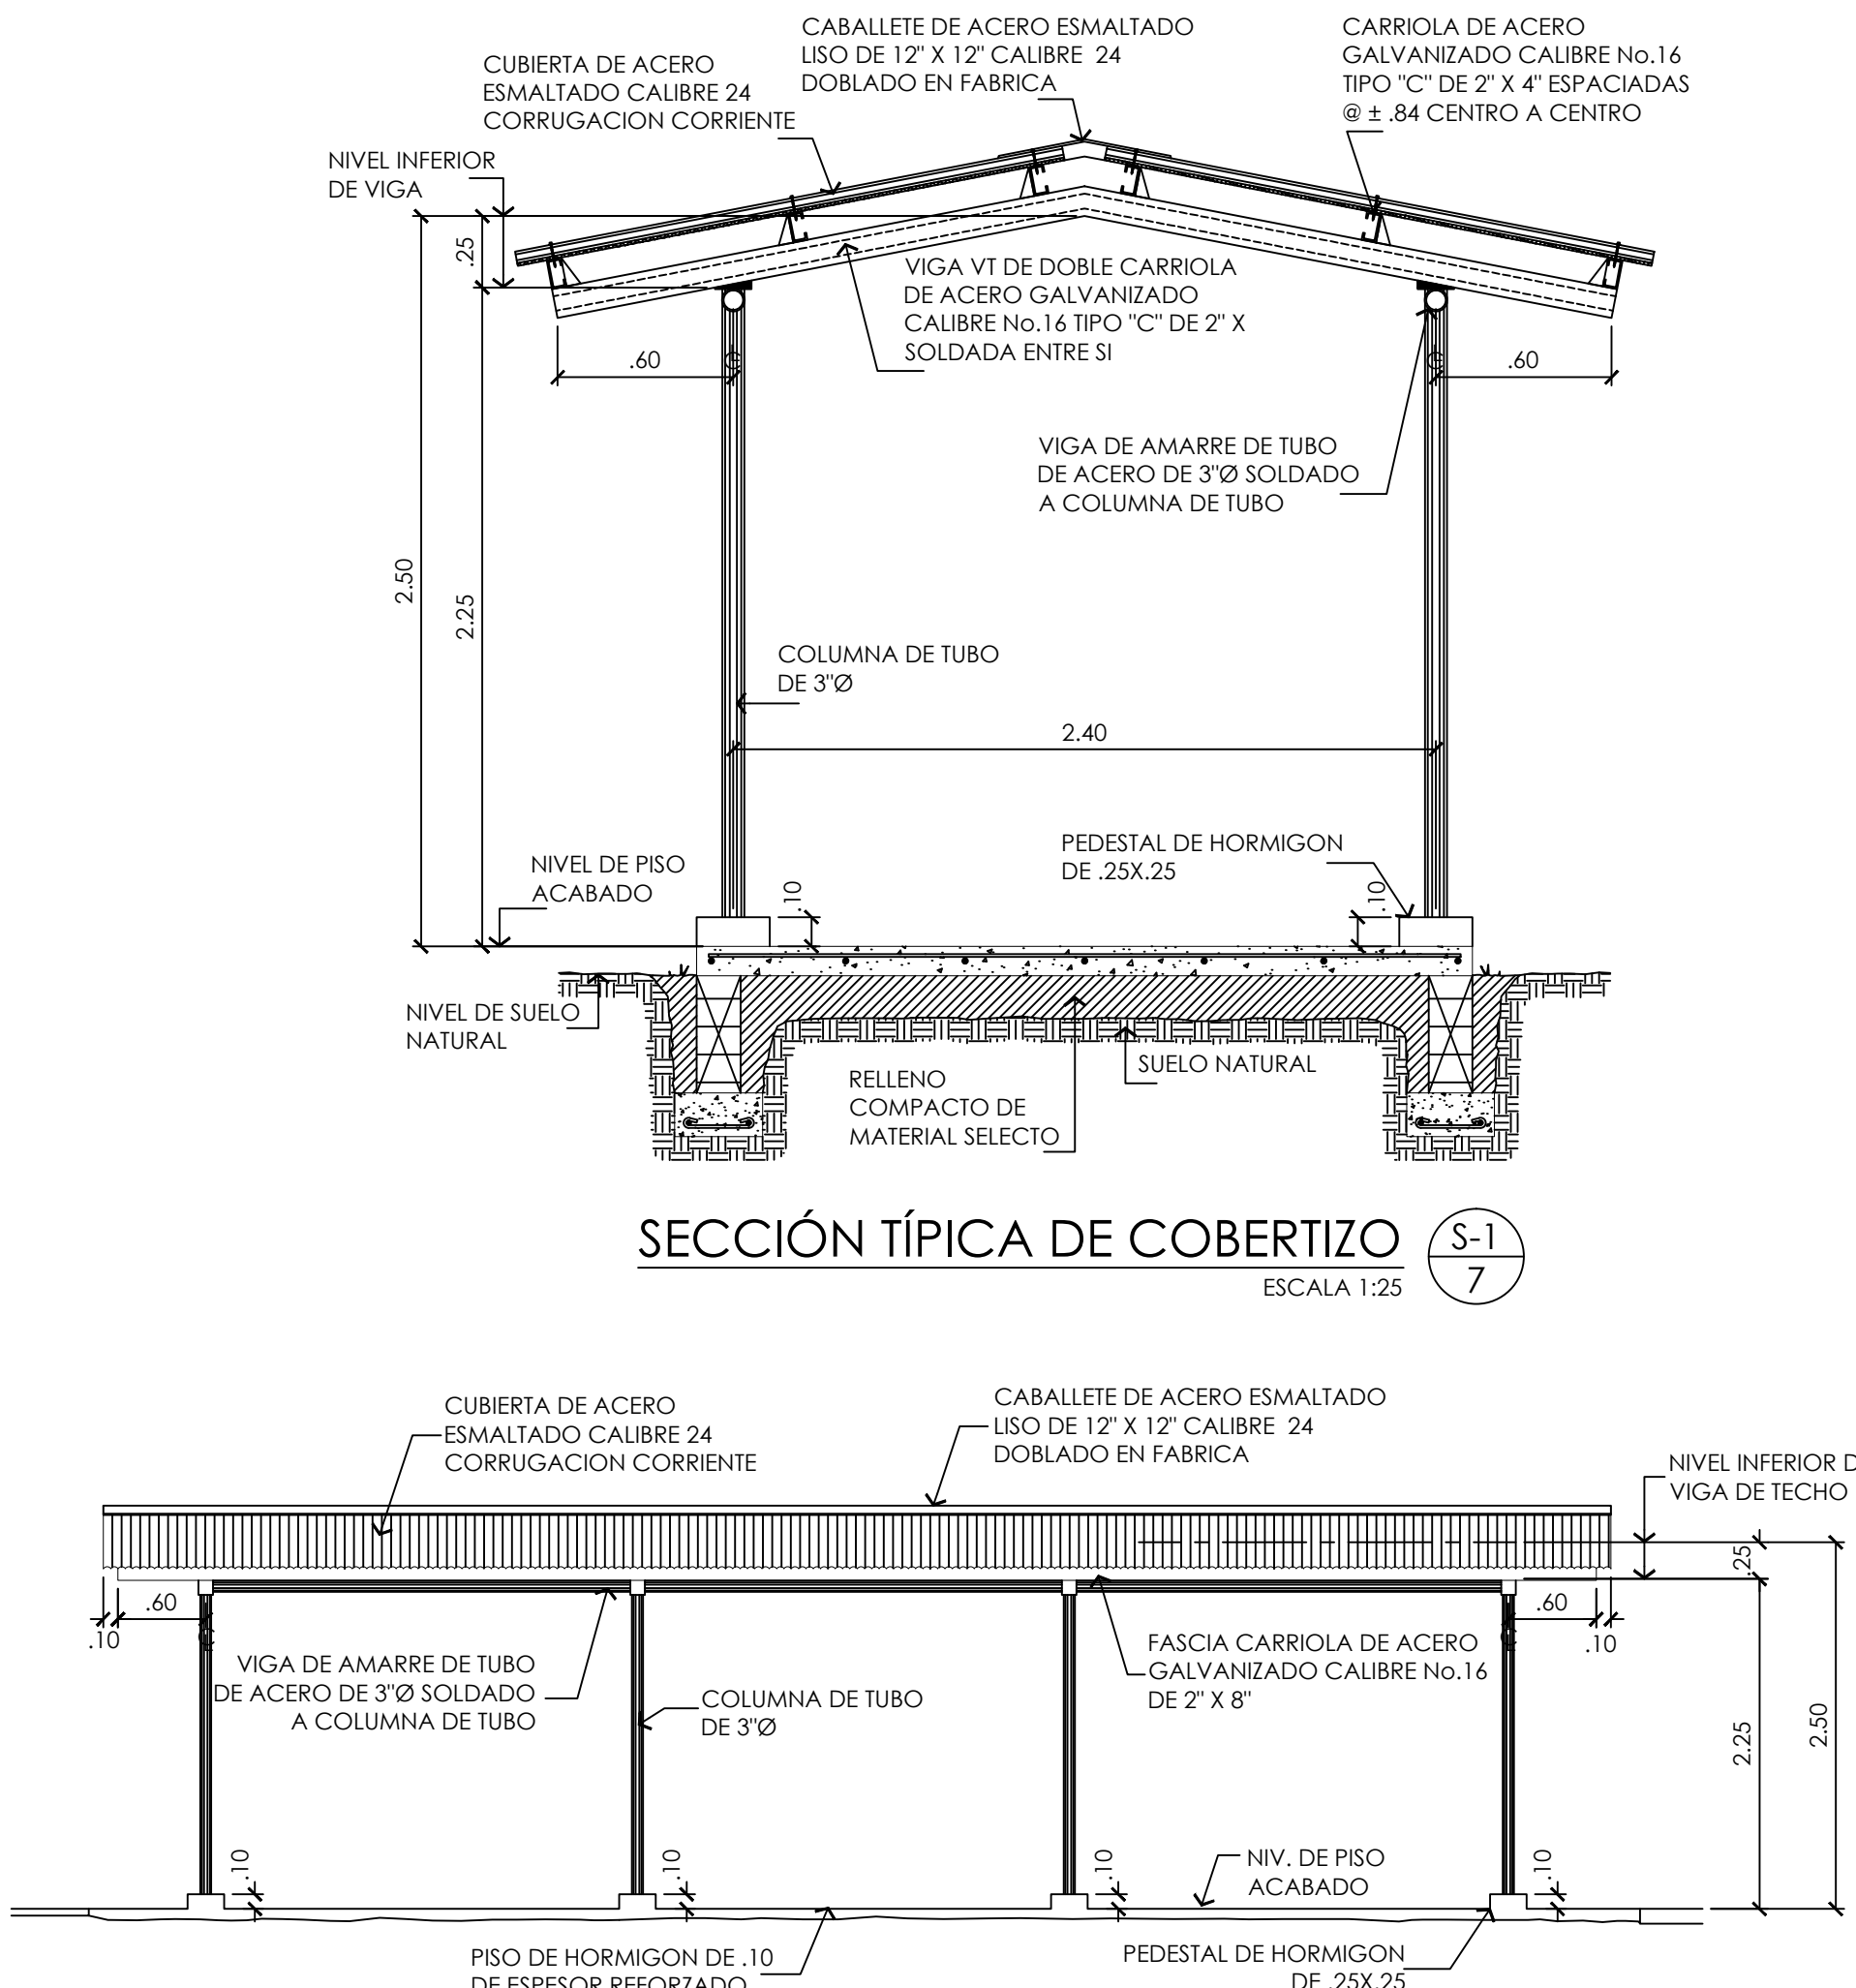 CABALLETE DE ACERO ESMALTADO
LISO DE 12" X 12" CALIBRE 24
DOBLADO EN FABRICA
CARRIOLA DE ACERO
GALVANIZADO CALIBRE No.16
TIPO "C" DE 2" X 4" ESPACIADAS
@ ± .84 CENTRO A CENTRO
CUBIERTA DE ACERO
ESMALTADO CALIBRE 24
CORRUGACION CORRIENTE
NIVEL INFERIOR
DE VIGA
.25
VIGA VT DE DOBLE CARRIOLA
DE ACERO GALVANIZADO
CALIBRE No.16 TIPO "C" DE 2" X
SOLDADA ENTRE SI
.60
.60
VIGA DE AMARRE DE TUBO
DE ACERO DE 3"Ø SOLDADO
A COLUMNA DE TUBO
2.50
2.25
COLUMNA DE TUBO
DE 3"Ø
2.40
PEDESTAL DE HORMIGON
DE .25X.25
NIVEL DE PISO
ACABADO
.10
.10
NIVEL DE SUELO
NATURAL
SUELO NATURAL
RELLENO
COMPACTO DE
MATERIAL SELECTO
SECCIÓN TÍPICA DE COBERTIZO
S-1
7
ESCALA 1:25
CUBIERTA DE ACERO
ESMALTADO CALIBRE 24
CORRUGACION CORRIENTE
CABALLETE DE ACERO ESMALTADO
LISO DE 12" X 12" CALIBRE 24
DOBLADO EN FABRICA
NIVEL INFERIOR D
VIGA DE TECHO
.25
.60
.10
.60
.10
VIGA DE AMARRE DE TUBO
DE ACERO DE 3"Ø SOLDADO
A COLUMNA DE TUBO
COLUMNA DE TUBO
DE 3"Ø
FASCIA CARRIOLA DE ACERO
GALVANIZADO CALIBRE No.16
DE 2" X 8"
2.25
2.50
.10
.10
.10
.10
NIV. DE PISO
ACABADO
PISO DE HORMIGON DE .10
DE ESPESOR REFORZADO
PEDESTAL DE HORMIGON
DE .25X.25